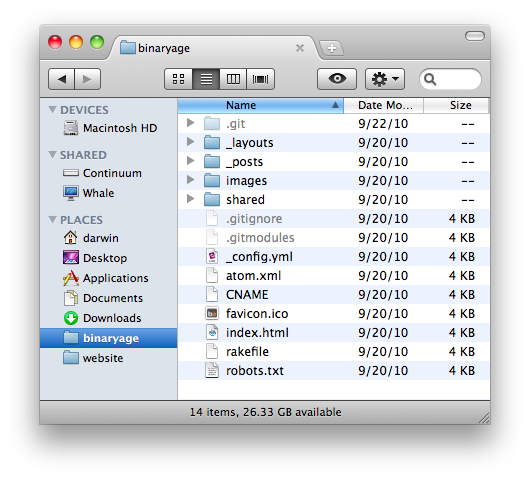 binaryage
Name Date Mo... Size
DEVICES
Macintosh HD
SHARED
Continuum
Whale
PLACES
darwin
Desktop
Applications
Documents
Downloads
binaryage
website
.git 9/22/10 --
_layouts 9/20/10 --
_posts 9/20/10 --
images 9/20/10 --
shared 9/20/10 --
.gitignore 9/20/10 4 KB
.gitmodules 9/20/10 4 KB
_config.yml 9/20/10 4 KB
atom.xml 9/20/10 4 KB
CNAME 9/20/10 4 KB
favicon.ico 9/20/10 4 KB
index.html 9/20/10 4 KB
rakefile 9/20/10 4 KB
robots.txt 9/20/10 4 KB
14 items, 26.33 GB available